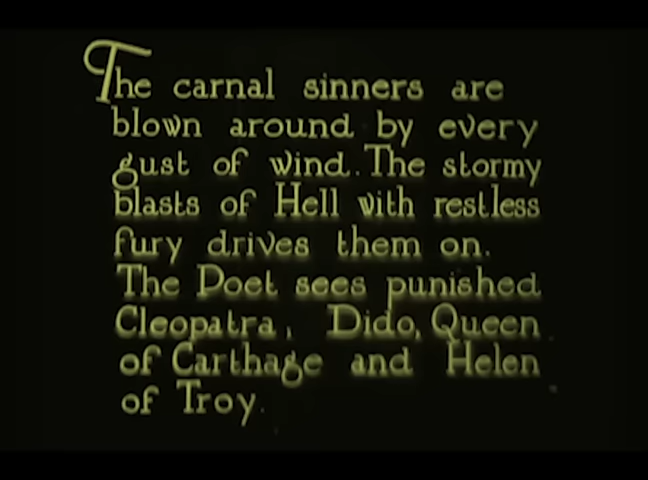 The carnal sinners are
blown around by every
gust of wind. The stormy
blasts of Hell with restless
fury drives them on.
The Poet sees punished
Cleopatra, Dido, Queen
of Carthage and Helen
of Troy.